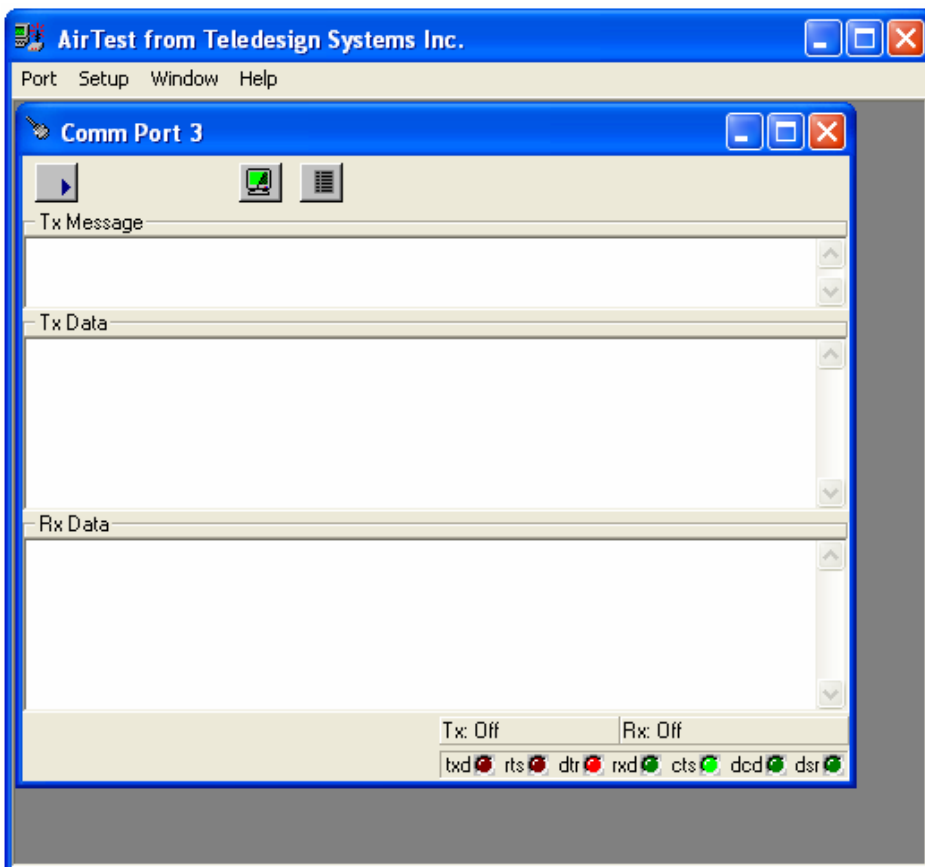 AirTest from Teledesign Systems Inc.
Port Setup Window Help
Comm Port 3
Tx Message
Tx Data
Rx Data
Tx: Off Rx: Off
txd rts dtr rxd cts dcd dsr